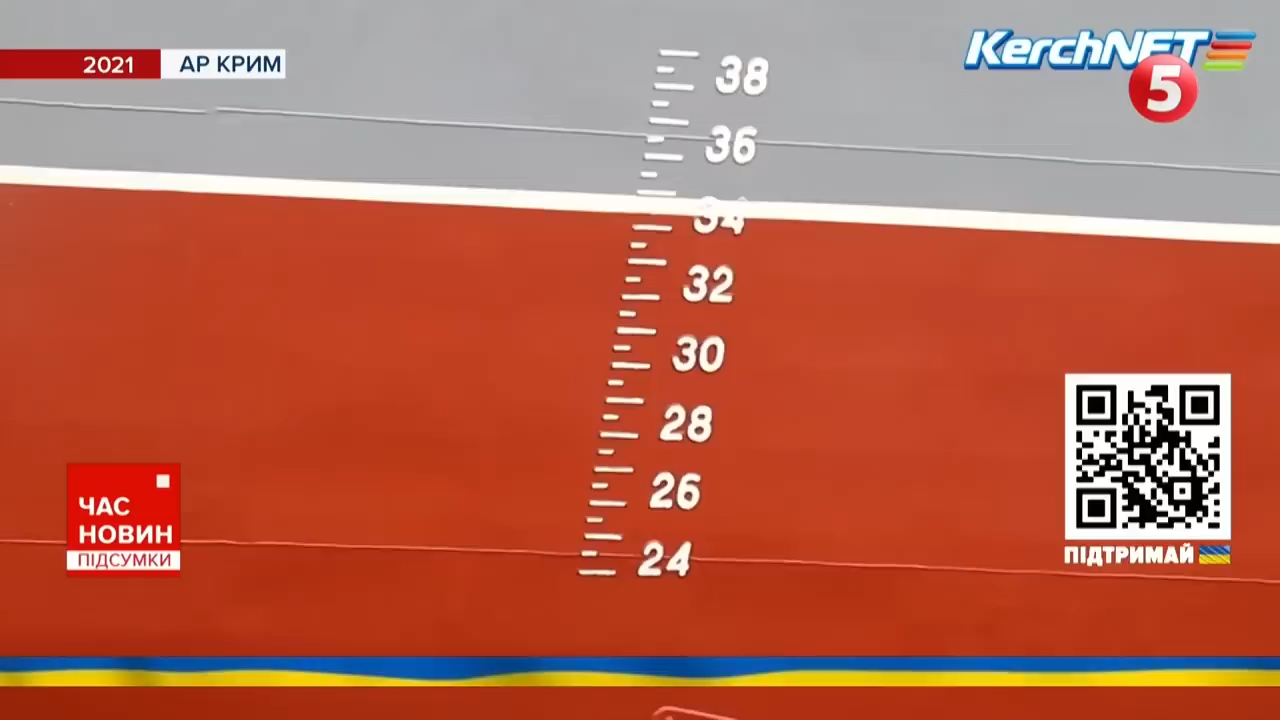 2021 АР КРИМ
KerchNET
5
38
36
34
32
30
28
26
24
ЧАС
НОВИН
ПІДСУМКИ
ПІДТРИМАЙ